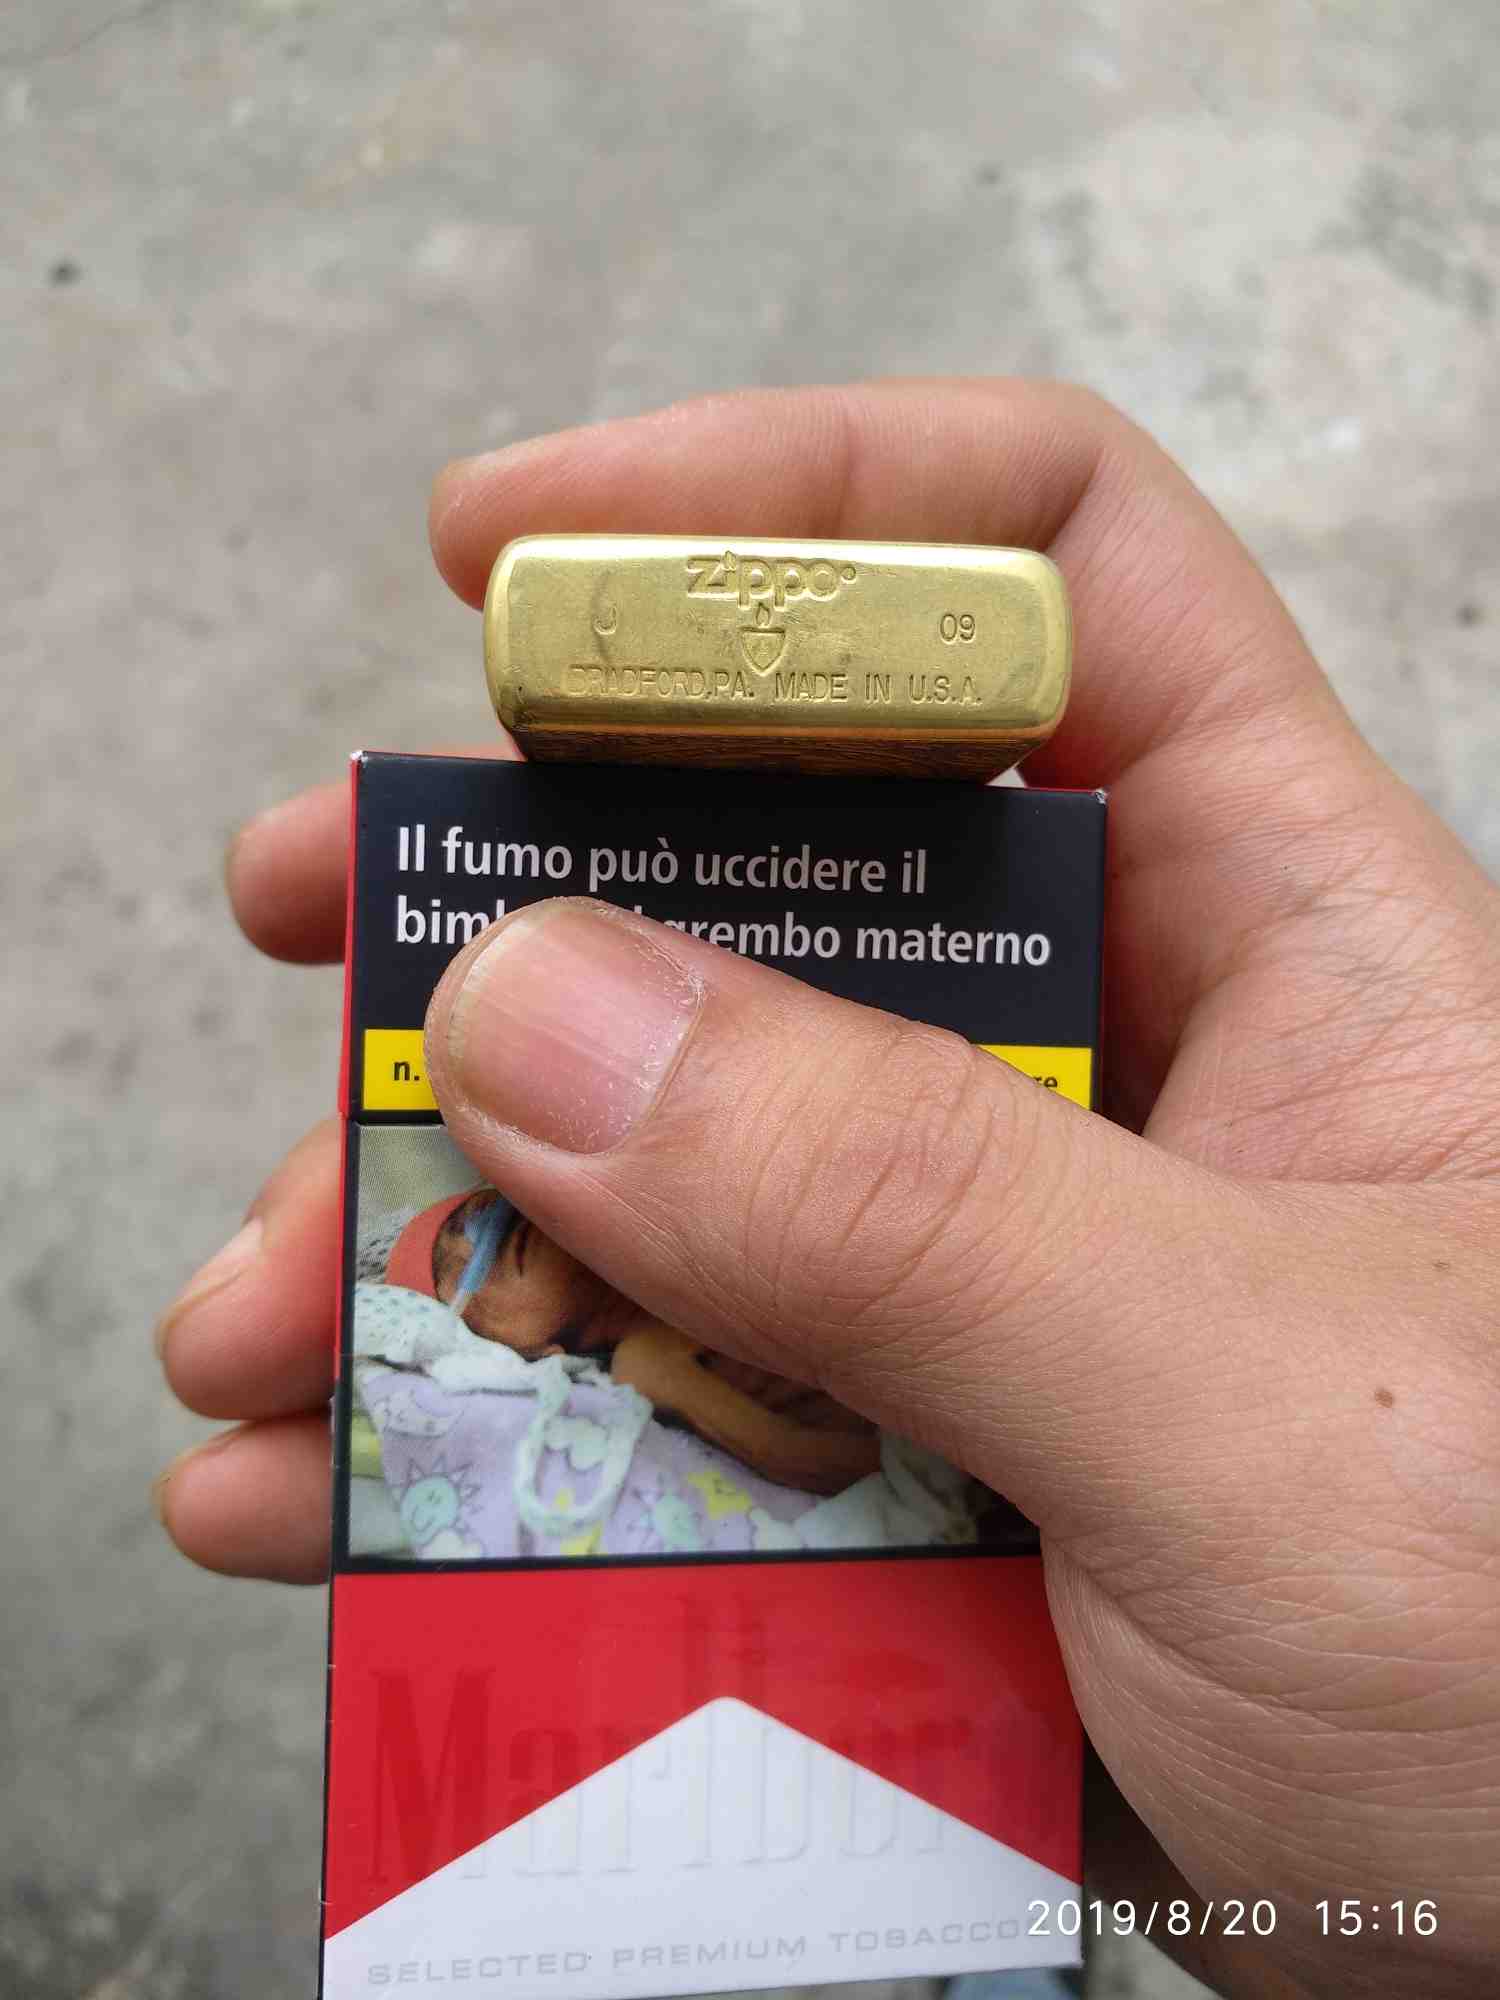 Zippo
J 09
BRADFORD,PA. MADE IN U.S.A.
Il fumo può uccidere il
grembo materno
n.
Marlboro
SELECTED PREMIUM TOBACCO
2019/8/20 15:16